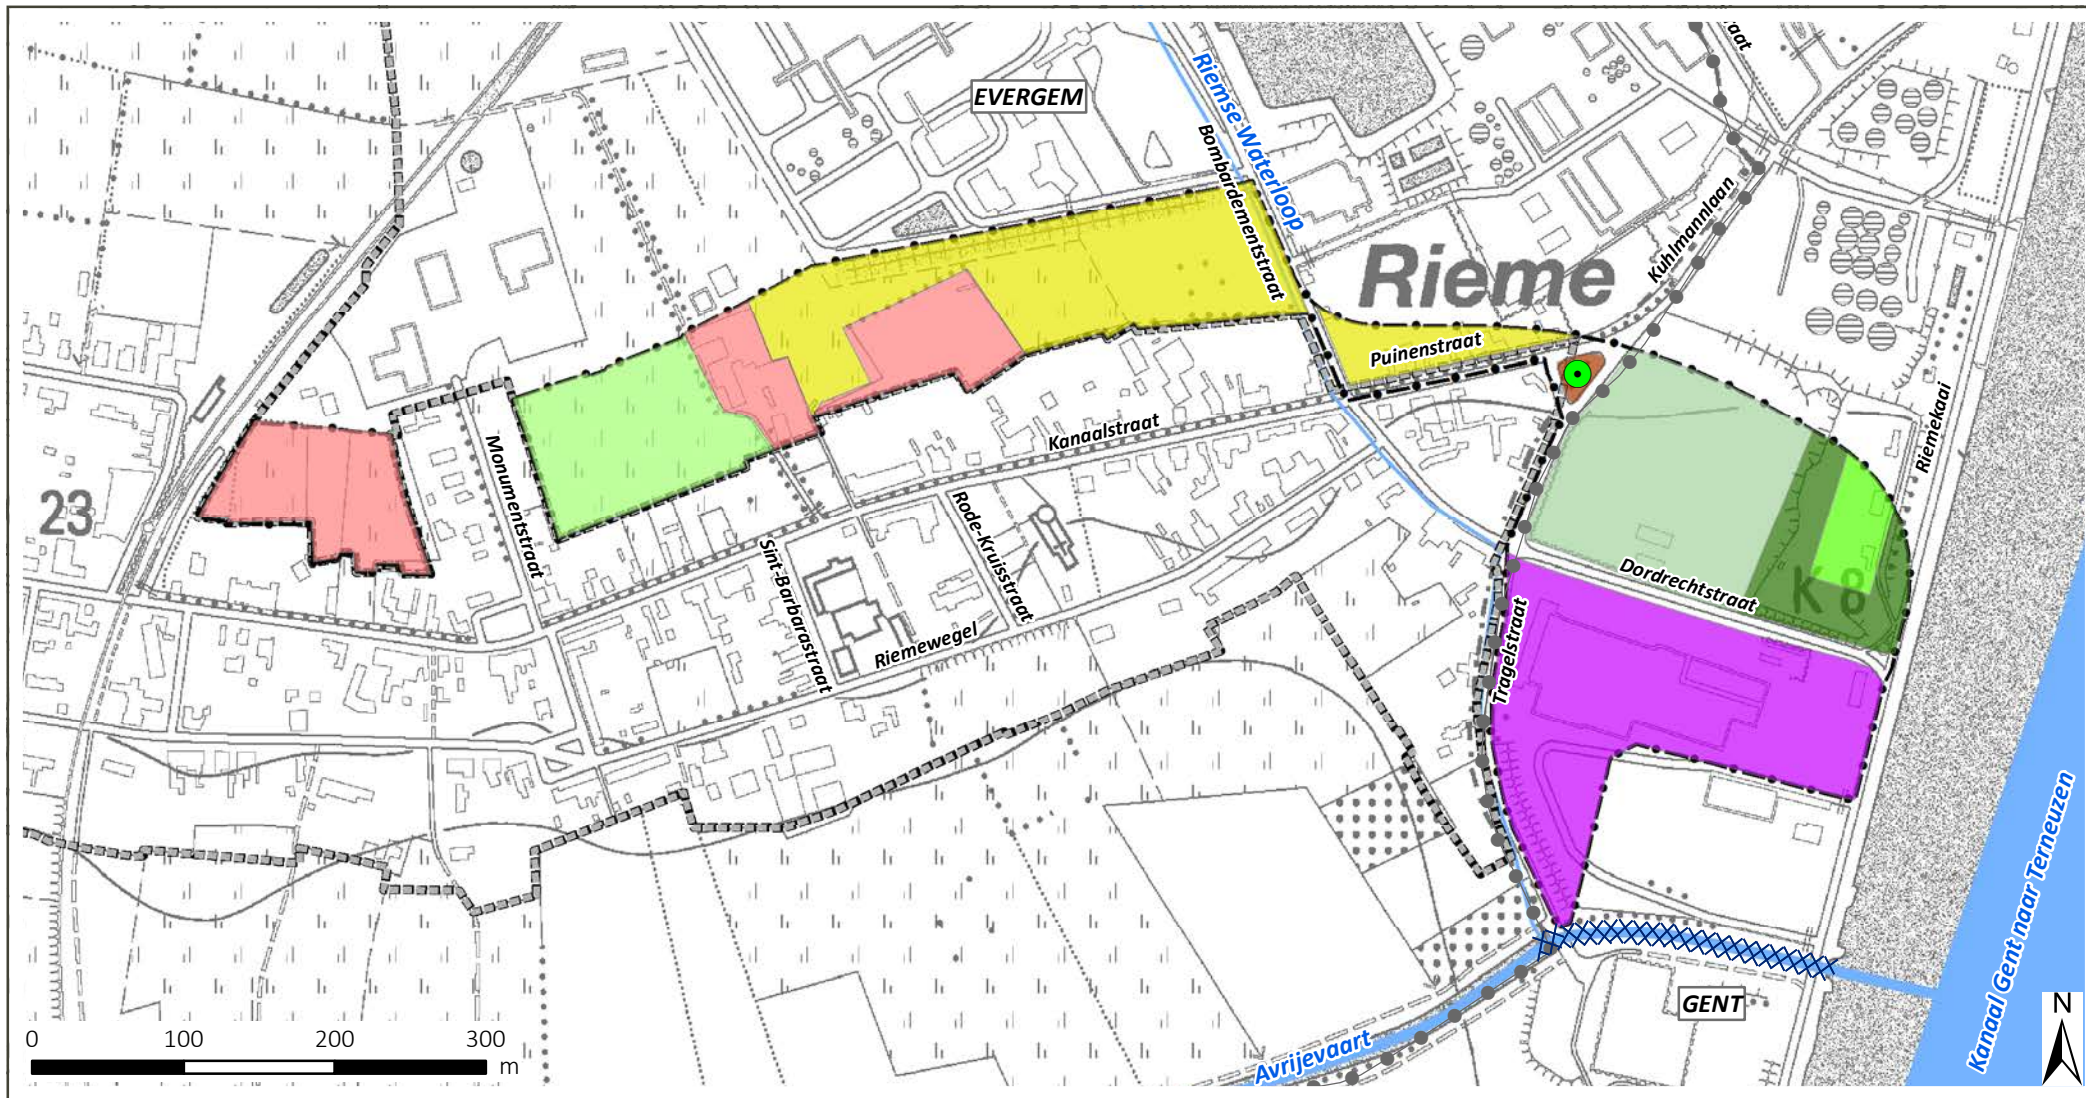 raat
EVERGEM
Riemse Waterloop
Bombardementstraat
Kuhlmannlaan
Rieme
Puinenstraat
Riemekaai
Kanaalstraat
Monumentstraat
23
Rode-Kruisstraat
Sint-Barbarastraat
Dordrechtstraat
K 8
Tragelstraat
Riemewegel
Kanaal Gent naar Terneuzen
GENT
N
Avrijevaart
0 100 200 300
m